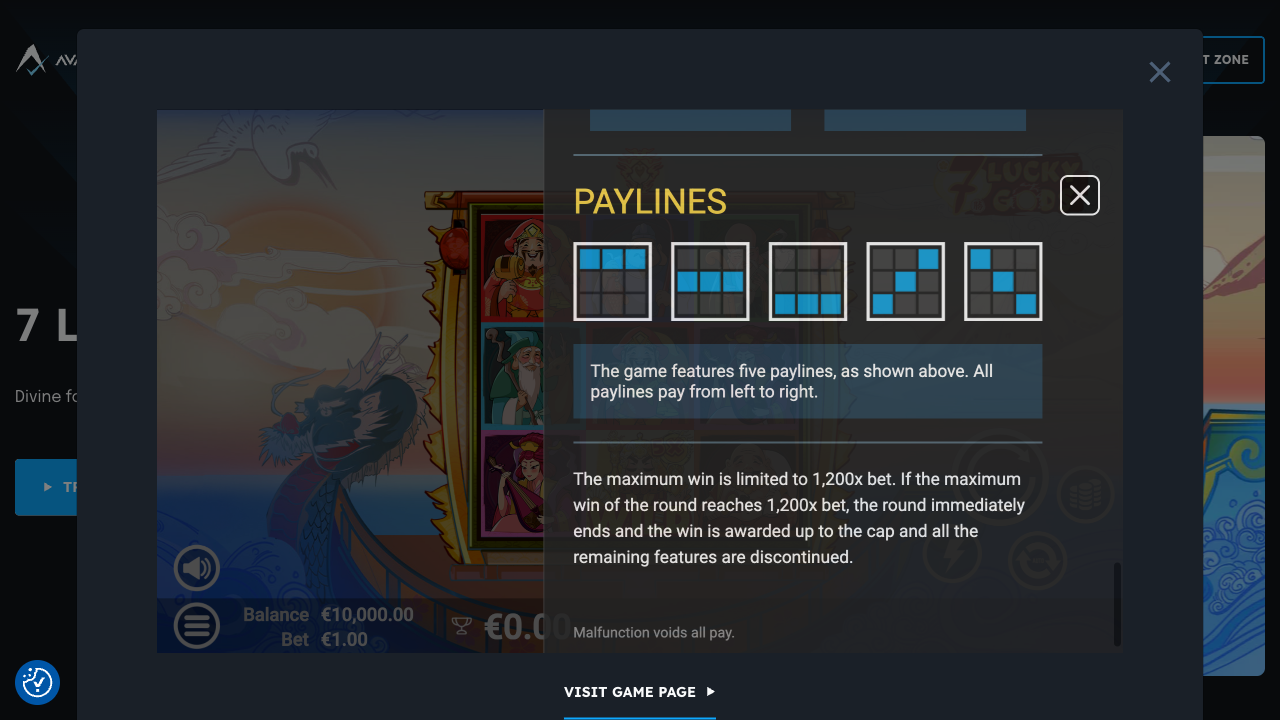 AVA
T ZONE
7 LUCKY
GOD
PAYLINES
7 L
The game features five paylines, as shown above. All
paylines pay from left to right.
Divine fo
The maximum win is limited to 1,200x bet. If the maximum
win of the round reaches 1,200x bet, the round immediately
ends and the win is awarded up to the cap and all the
remaining features are discontinued.
TR
Balance €10,000.00
Bet €1.00
€0.00
Malfunction voids all pay.
VISIT GAME PAGE